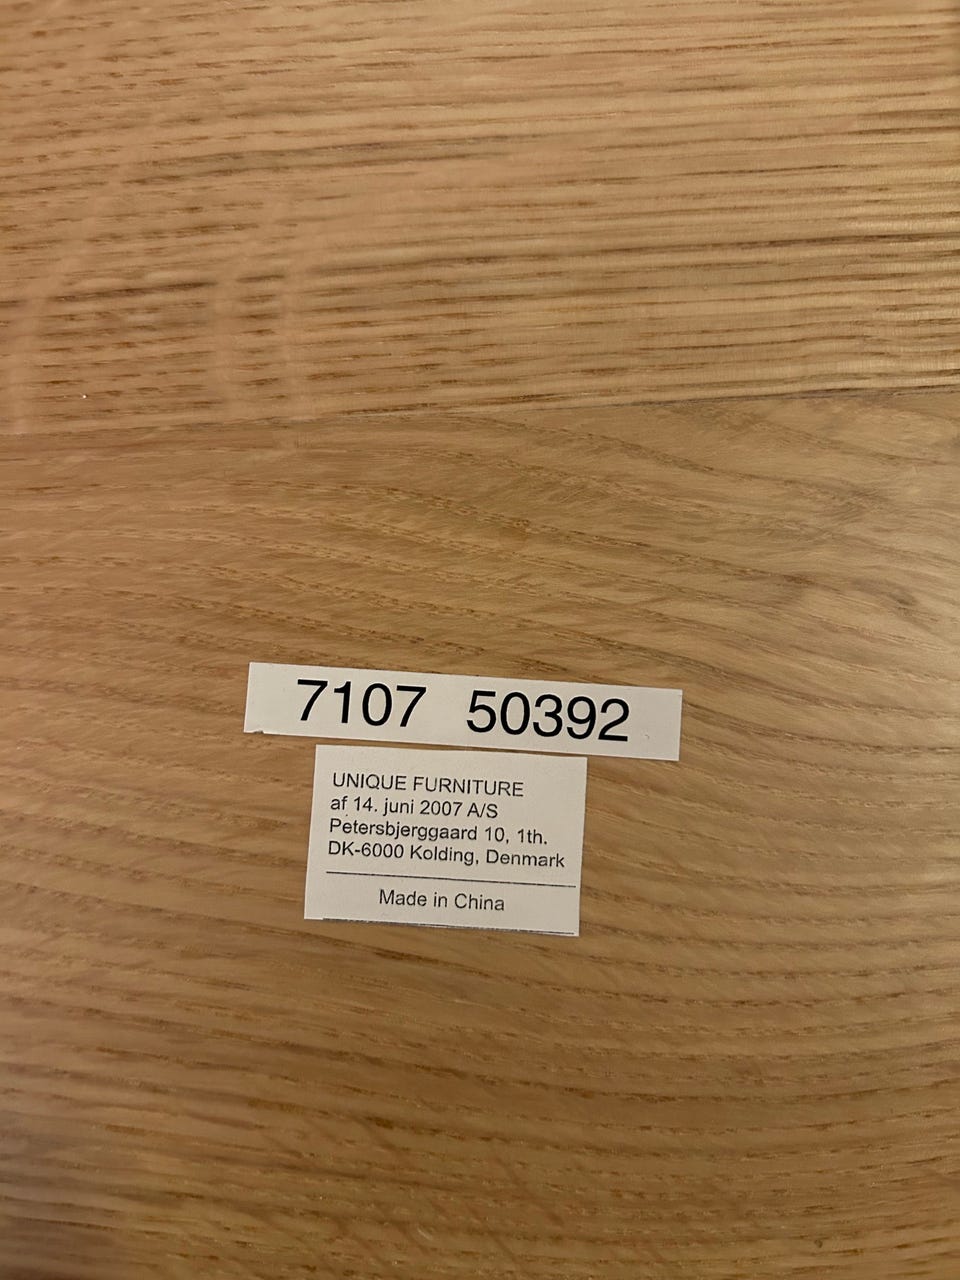 7107 50392
UNIQUE FURNITURE
af 14. juni 2007 A/S
Petersbjerggaard 10, 1th.
DK-6000 Kolding, Denmark
Made in China